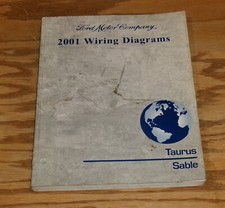 Ford Motor Company
2001 Wiring Diagrams
Taurus
Sable